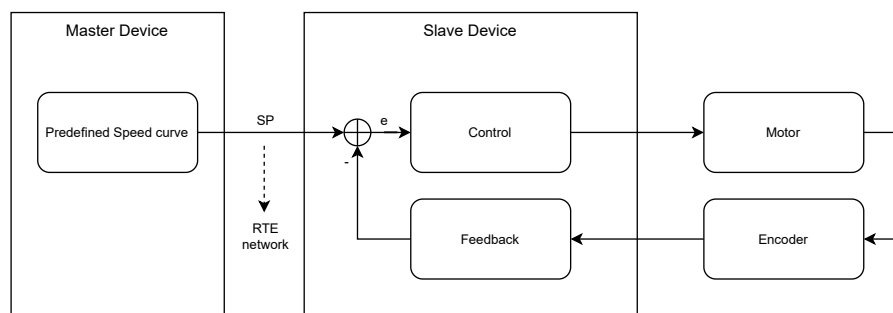 Master Device
Slave Device
Predefined Speed curve
SP
e
Control
Motor
-
RTE
network
Feedback
Encoder